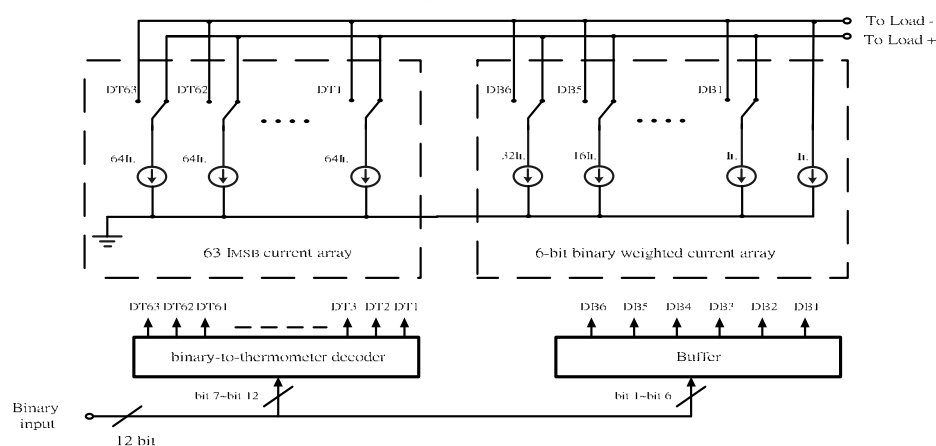 To Load -
To Load +
DT63 DT62 DT1 DB6 DB5 DB1
64IL 64IL 64IL 32IL 16IL IL IL
63 IMSB current array
6-bit binary weighted current array
DT63 DT62 DT61 DT3 DT2 DT1
DB6 DB5 DB4 DB3 DB2 DB1
binary-to-thermometer decoder
Buffer
bit 7~bit 12
bit 1~bit 6
Binary
input
12 bit